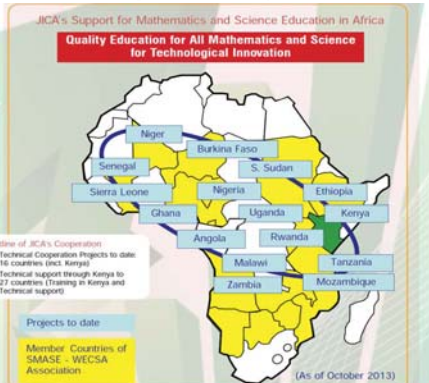 JICA's Support for Mathematics and Science Education in Africa
Quality Education for All Mathematics and Science
for Technological Innovation
Niger
Burkina Faso
Senegal
S. Sudan
Sierra Leone
Nigeria
Ethiopia
Ghana
Uganda
Kenya
Angola
Rwanda
Malawi
Tanzania
Zambia
Mozambique
tline of JICA's Cooperation
Technical Cooperation Projects to date:
16 countries (incl. Kenya)
Technical support through Kenya to
27 countries (Training in Kenya and
Technical support)
Projects to date
Member Countries of
SMASE - WECSA
Association
(As of October 2013)